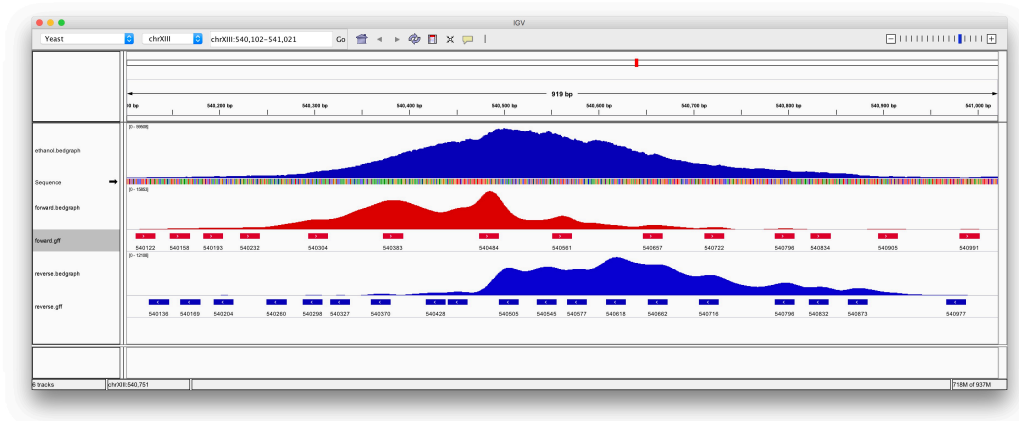 IGV
Yeast chrXIII chrXIII:540,102-541,021 Go
919 bp
00 bp 540,200 bp 540,300 bp 540,400 bp 540,500 bp 540,600 bp 540,700 bp 540,800 bp 540,900 bp 541,000 bp
ethanol.bedgraph
Sequence
forward.bedgraph
foward.gff
540122 540158 540193 540232 540304 540383 540484 540561 540657 540722 540796 540834 540905 540991
reverse.bedgraph
reverse.gff
540136 540169 540204 540260 540298 540327 540370 540428 540505 540545 540577 540618 540662 540716 540796 540832 540873 540977
6 tracks chrXIII:540,751 718M of 937M